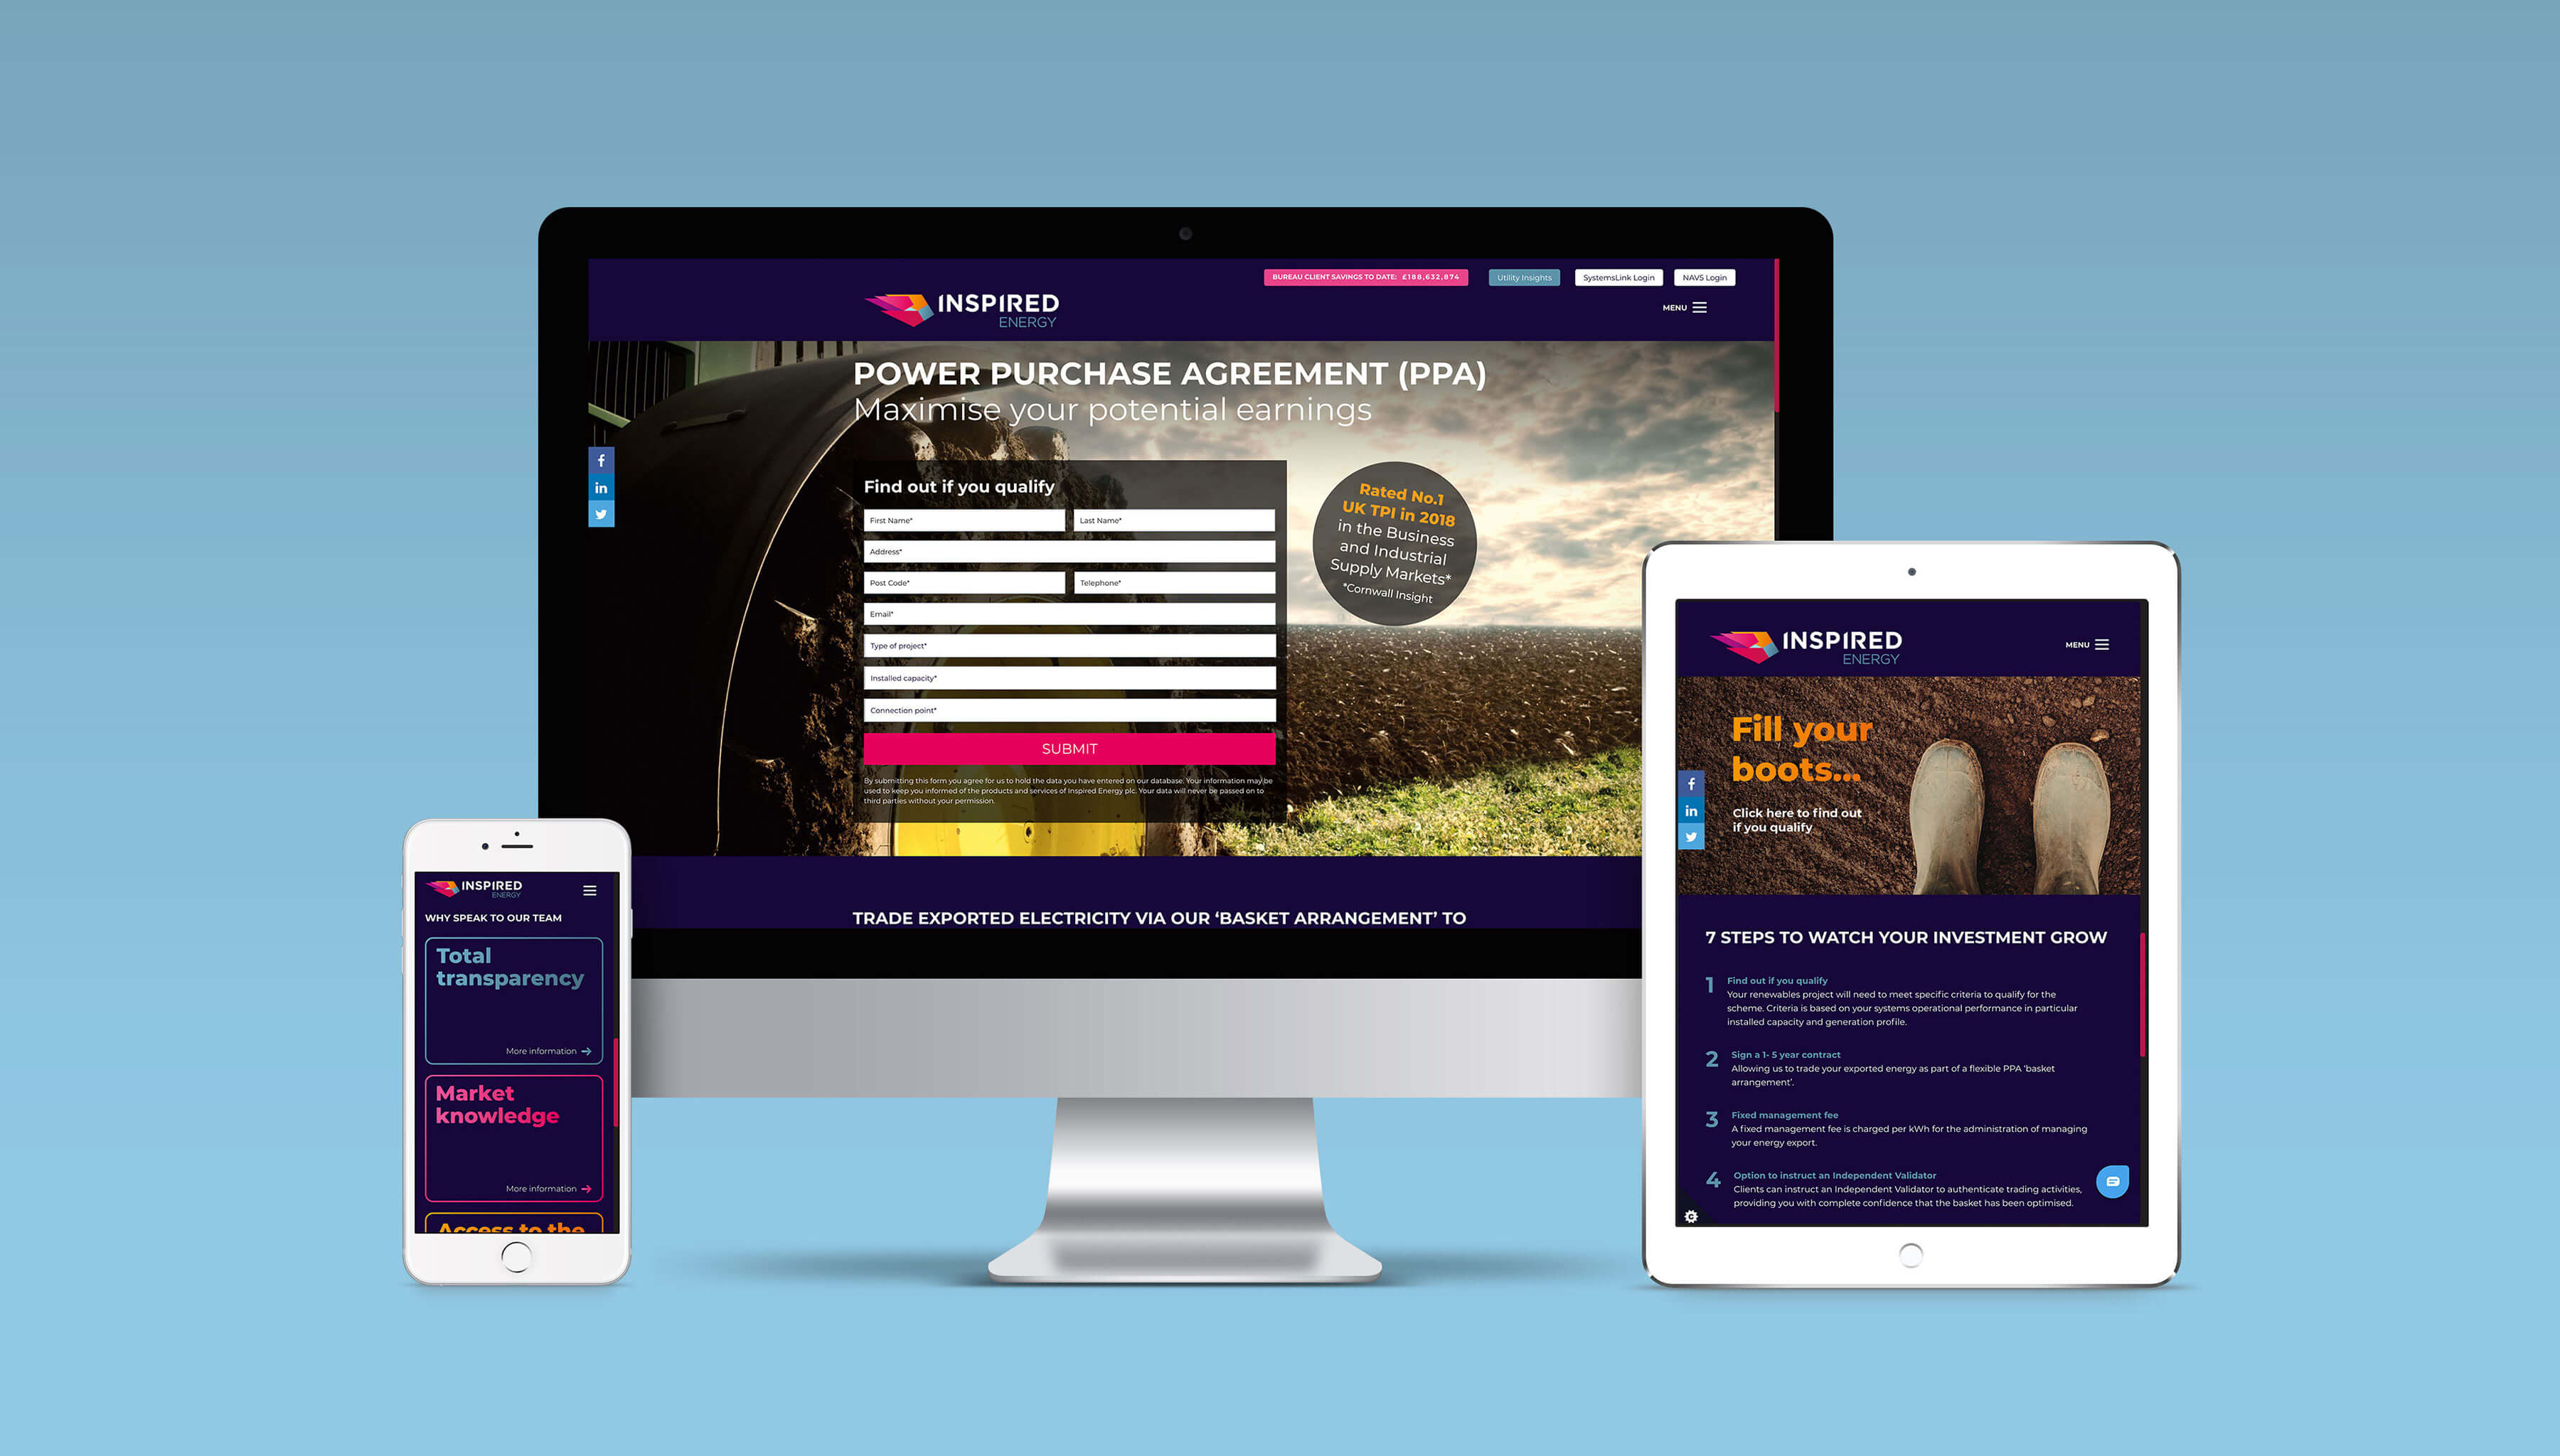 BUREAU CLIENT SAVINGS TO DATE: £188,632,874
Utility Insights
SystemsLink Login
NAVS Login
INSPIRED
ENERGY
MENU
POWER PURCHASE AGREEMENT (PPA)
Maximise your potential earnings
f
in
Find out if you qualify
First Name*
Last Name*
Address*
Post Code*
Telephone*
Email*
Type of project*
Installed capacity*
Connection point*
SUBMIT
By submitting this form you agree for us to hold the data you have entered on our database. Your information may be
used to keep you informed of the products and services of Inspired Energy plc. Your data will never be passed on to
third parties without your permission.
Rated No.1
UK TPI in 2018
in the Business
and Industrial
Supply Markets*
*Cornwall Insight
TRADE EXPORTED ELECTRICITY VIA OUR ‘BASKET ARRANGEMENT’ TO
INSPIRED
ENERGY
WHY SPEAK TO OUR TEAM
Total
transparency
More information
Market
knowledge
More information
Access to the
INSPIRED
ENERGY
MENU
Fill your
boots...
Click here to find out
if you qualify
f
in
7 STEPS TO WATCH YOUR INVESTMENT GROW
1 Find out if you qualify
Your renewables project will need to meet specific criteria to qualify for the
scheme. Criteria is based on your systems operational performance in particular
installed capacity and generation profile.
2 Sign a 1- 5 year contract
Allowing us to trade your exported energy as part of a flexible PPA ‘basket
arrangement’.
3 Fixed management fee
A fixed management fee is charged per kWh for the administration of managing
your energy export.
4 Option to instruct an Independent Validator
Clients can instruct an Independent Validator to authenticate trading activities,
providing you with complete confidence that the basket has been optimised.